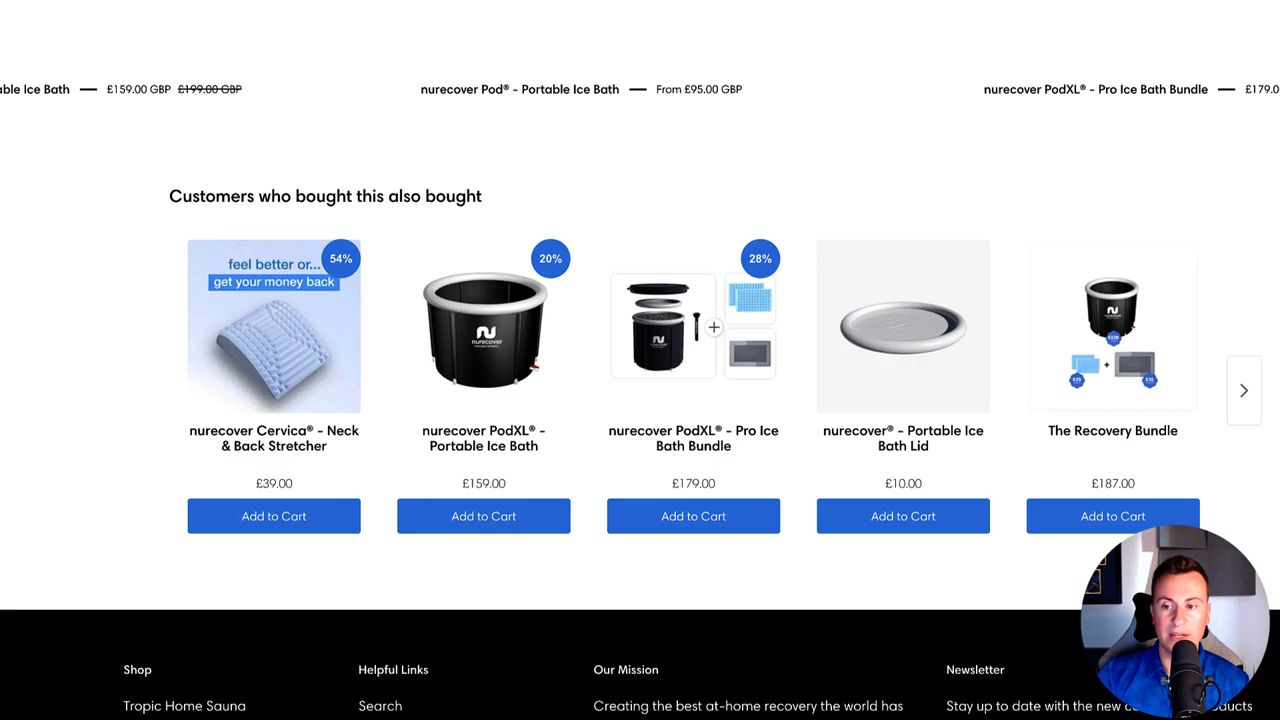 ble Ice Bath — £159.00 GBP £199.00 GBP
nurecover Pod® - Portable Ice Bath — From £95.00 GBP
nurecover PodXL® - Pro Ice Bath Bundle — £179.0
Customers who bought this also bought
feel better or...
get your money back
54%
nurecover
20%
nurecover
28%
nurecover Cervica® - Neck
& Back Stretcher
£39.00
Add to Cart
nurecover PodXL® -
Portable Ice Bath
£159.00
Add to Cart
nurecover PodXL® - Pro Ice
Bath Bundle
£179.00
Add to Cart
nurecover® - Portable Ice
Bath Lid
£10.00
Add to Cart
The Recovery Bundle
£187.00
Add to Cart
Shop
Tropic Home Sauna
Helpful Links
Search
Our Mission
Creating the best at-home recovery the world has
Newsletter
Stay up to date with the new